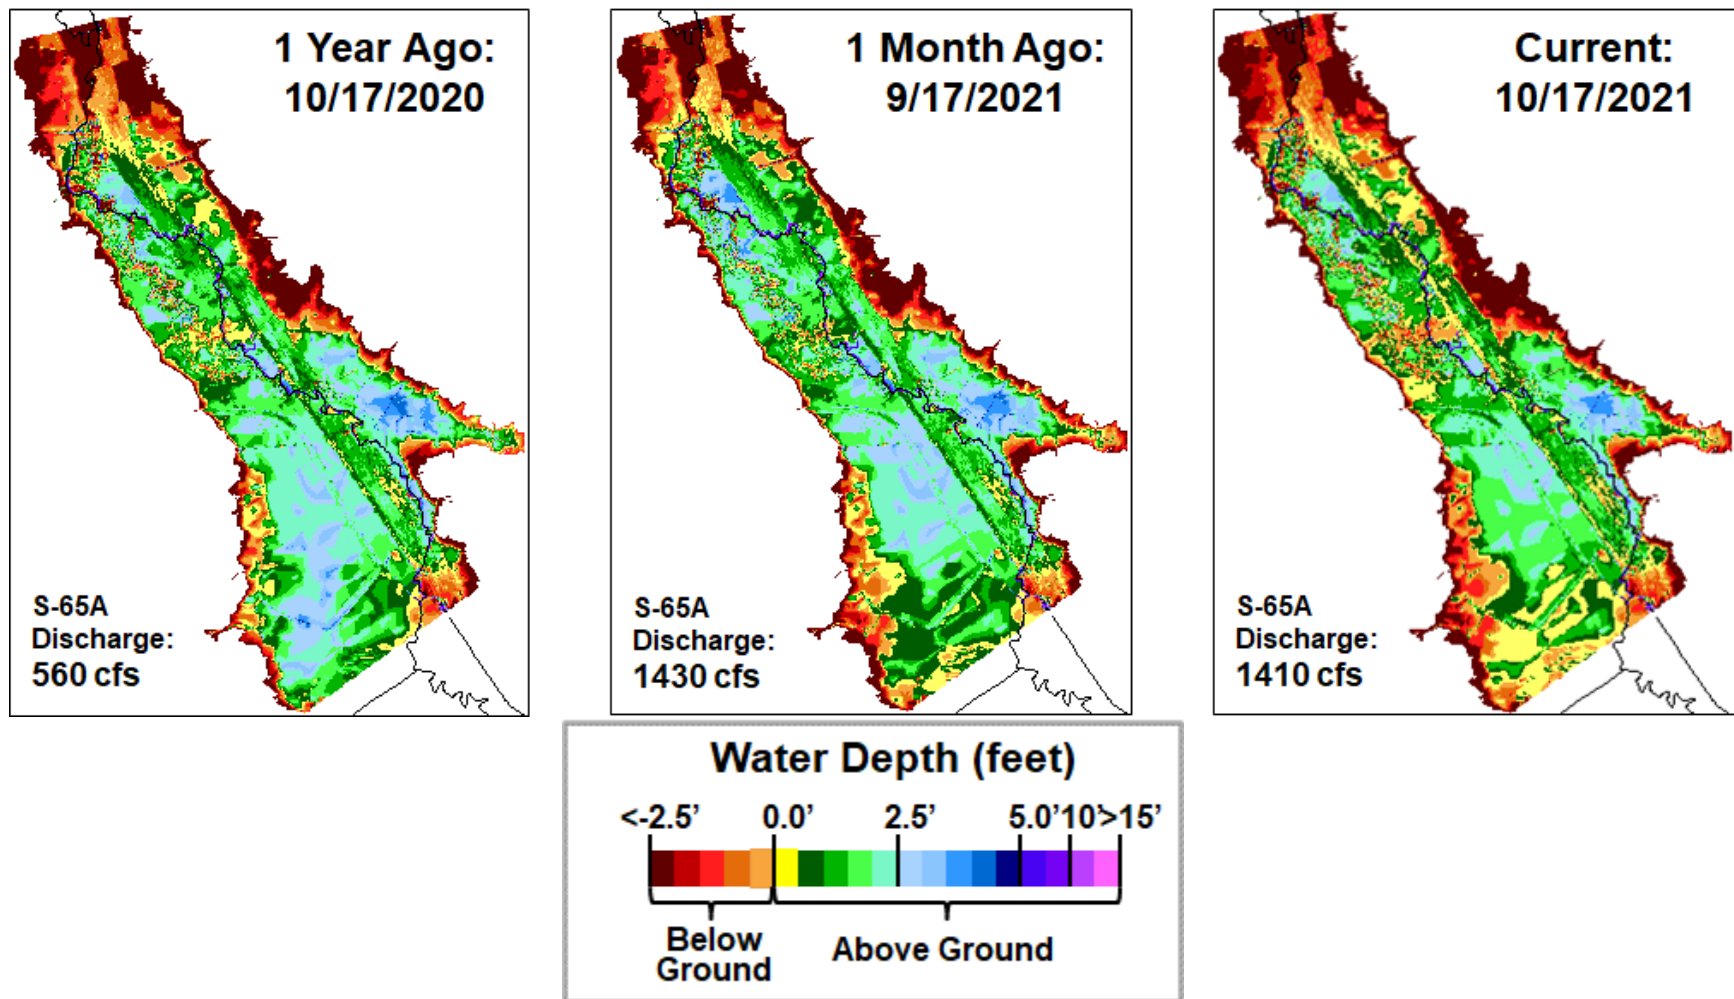 1 Year Ago:
10/17/2020
S-65A
Discharge:
560 cfs
1 Month Ago:
9/17/2021
S-65A
Discharge:
1430 cfs
Current:
10/17/2021
S-65A
Discharge:
1410 cfs
Water Depth (feet)
<-2.5’ 0.0’ 2.5’ 5.0’ 10’ >15’
Below
Ground
Above Ground